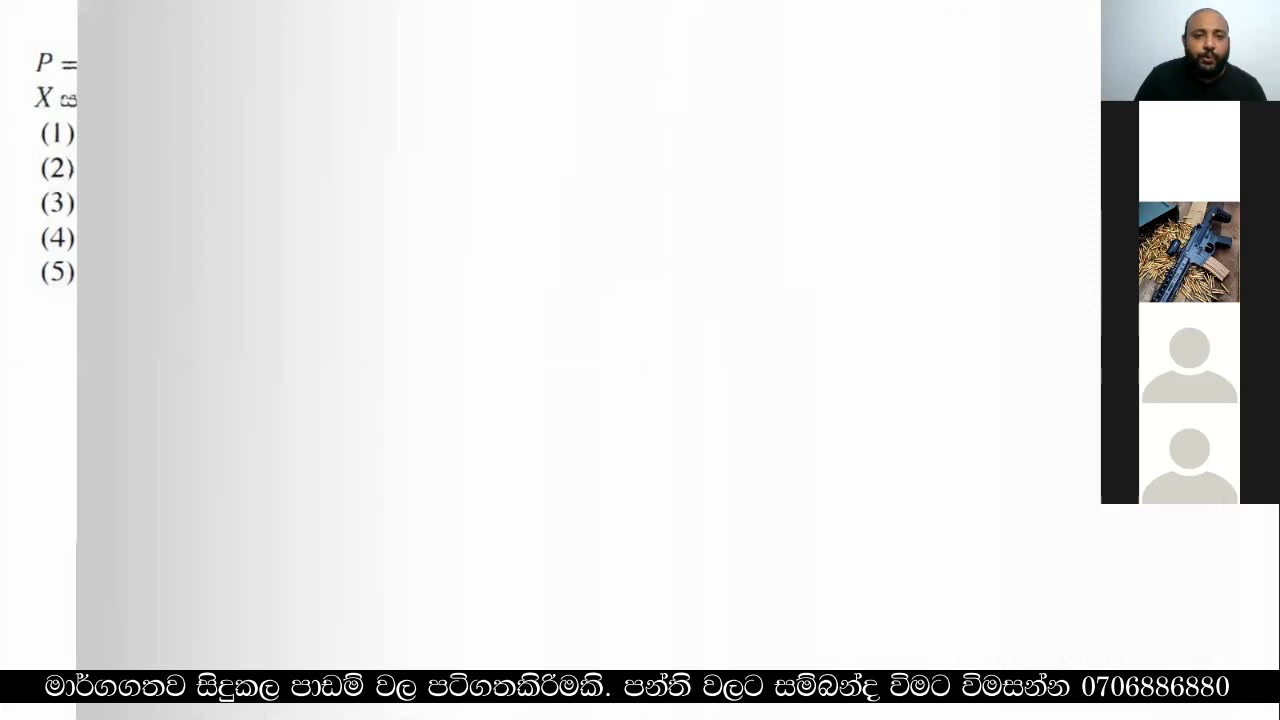 P =
X ස
(1)
(2)
(3)
(4)
(5)
මාර්ගගතව සිදුකල පාඩම් වල පටිගතකිරිමකි. පන්ති වලට සම්බන්ද විමට විමසන්න 0706886880